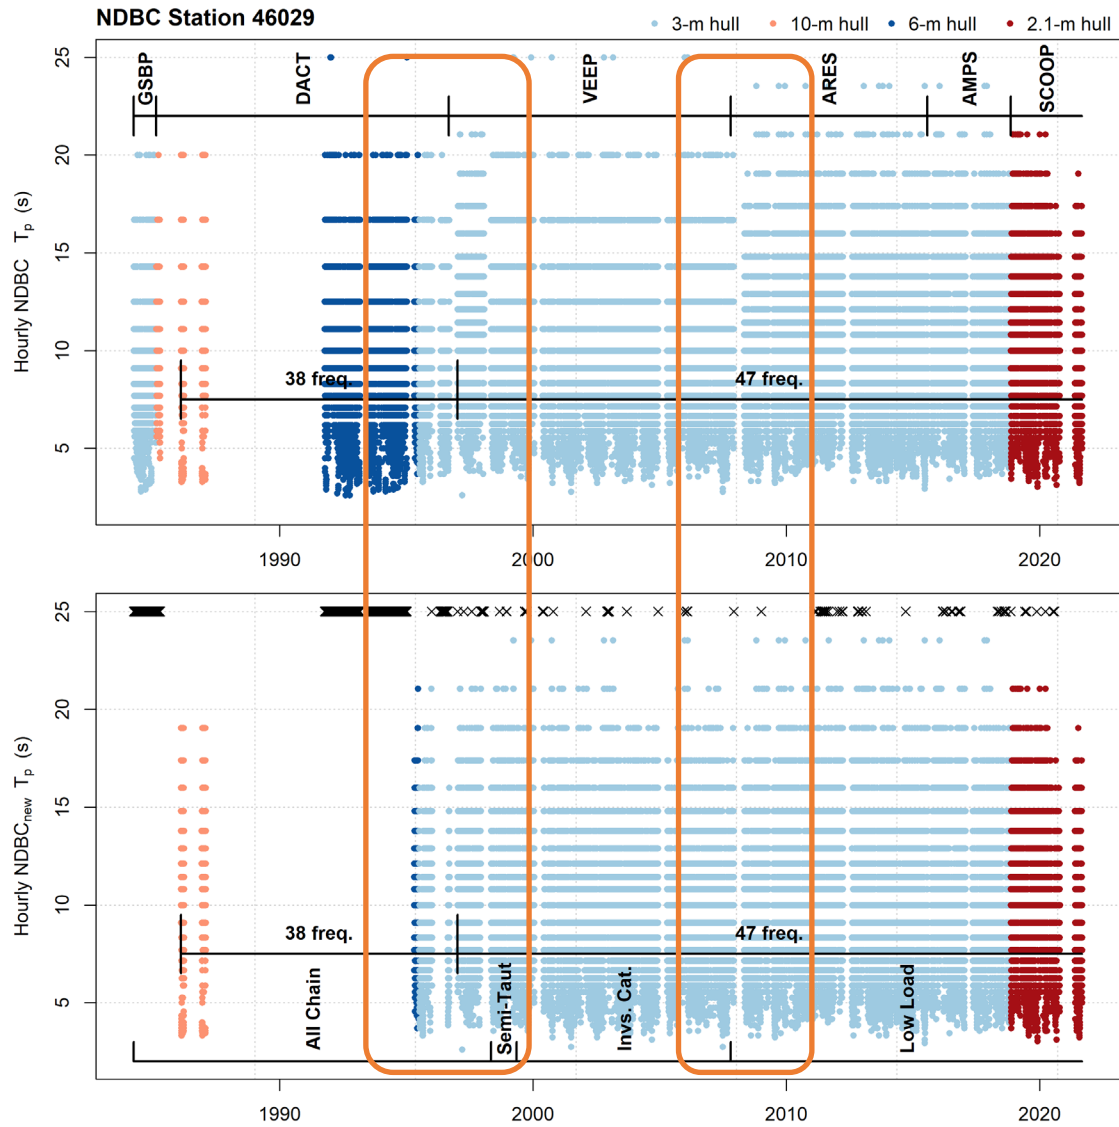 NDBC Station 46029
3-m hull 10-m hull 6-m hull 2.1-m hull
GSBP DACT VEEP ARES AMPS SCOOP
25
20
15
10
5
Hourly NDBC Tp (s)
38 freq. 47 freq.
1990 2000 2010 2020
25
20
15
10
5
Hourly NDBCnew Tp (s)
38 freq. 47 freq.
All Chain Semi-Taut Invs. Cat. Low Load
1990 2000 2010 2020